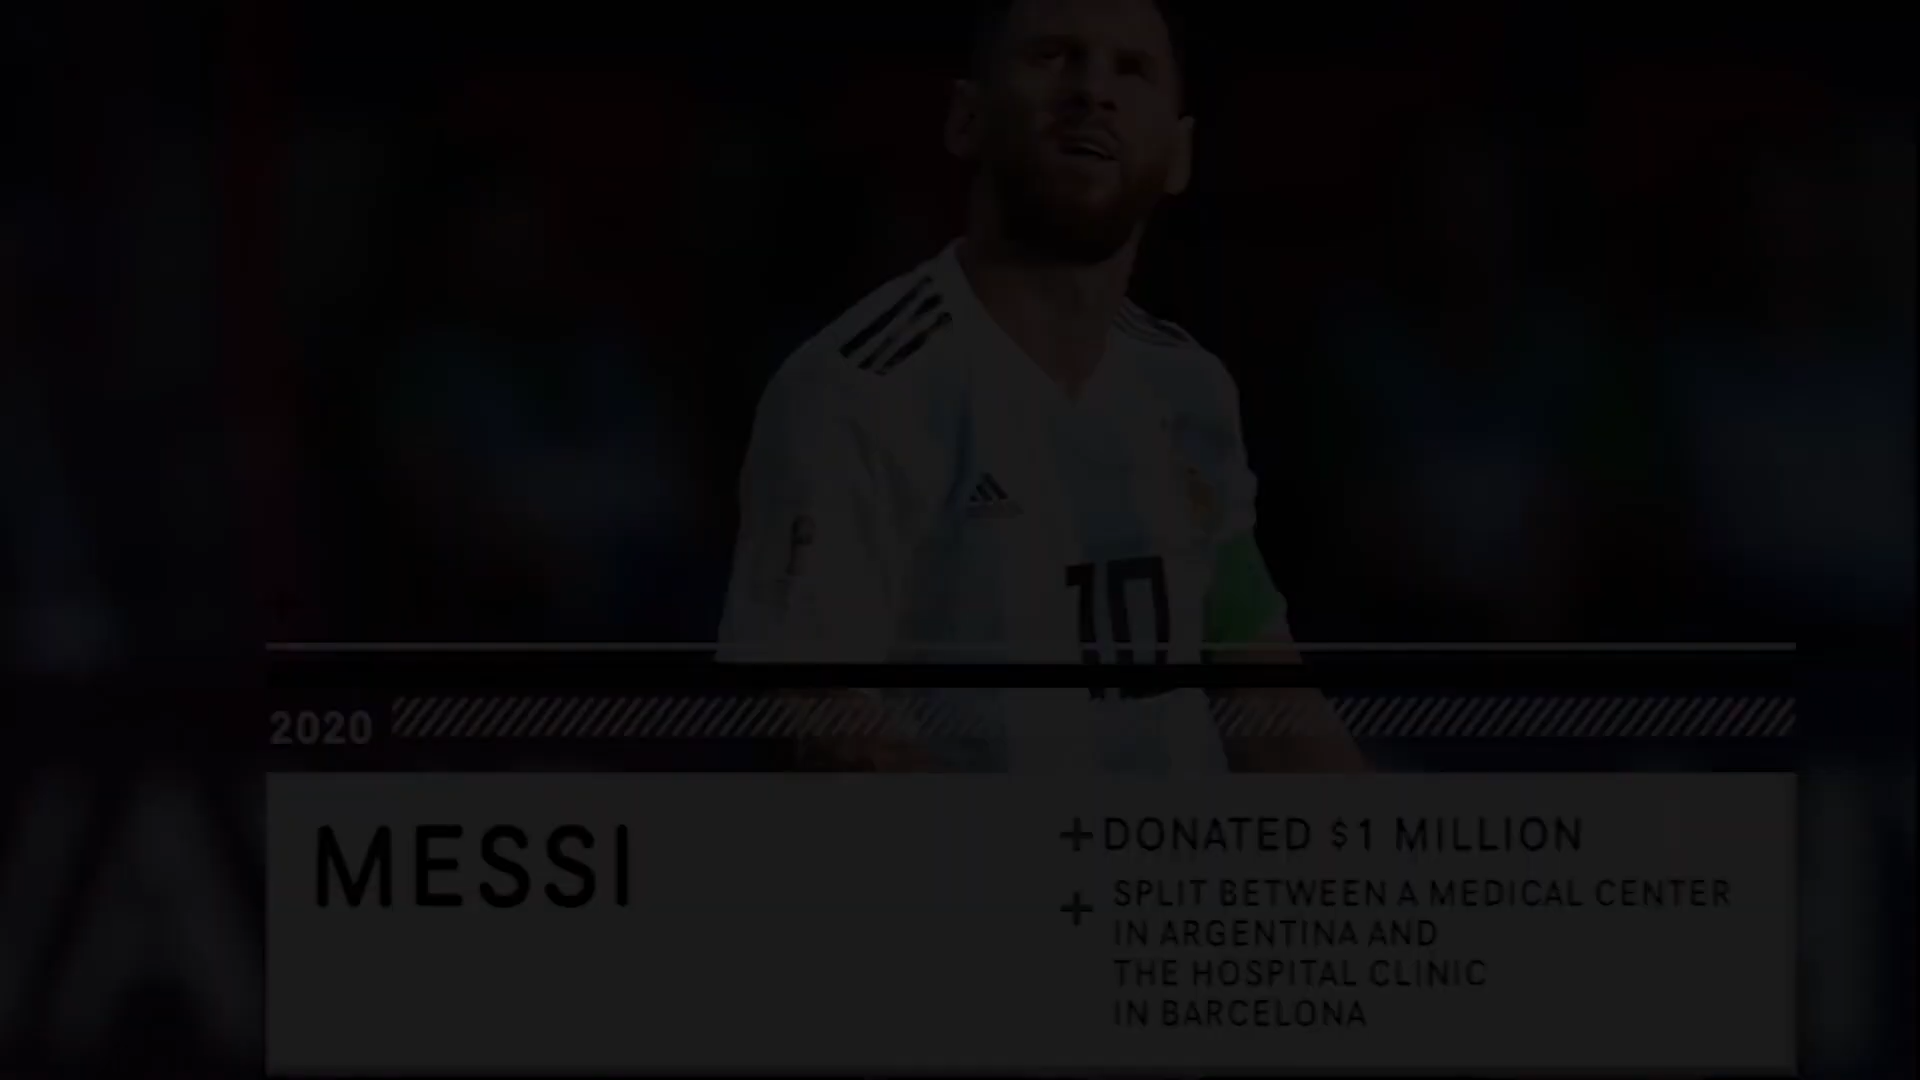 10
2020
MESSI
+DONATED $1 MILLION
+ SPLIT BETWEEN A MEDICAL CENTER
IN ARGENTINA AND
THE HOSPITAL CLINIC
IN BARCELONA